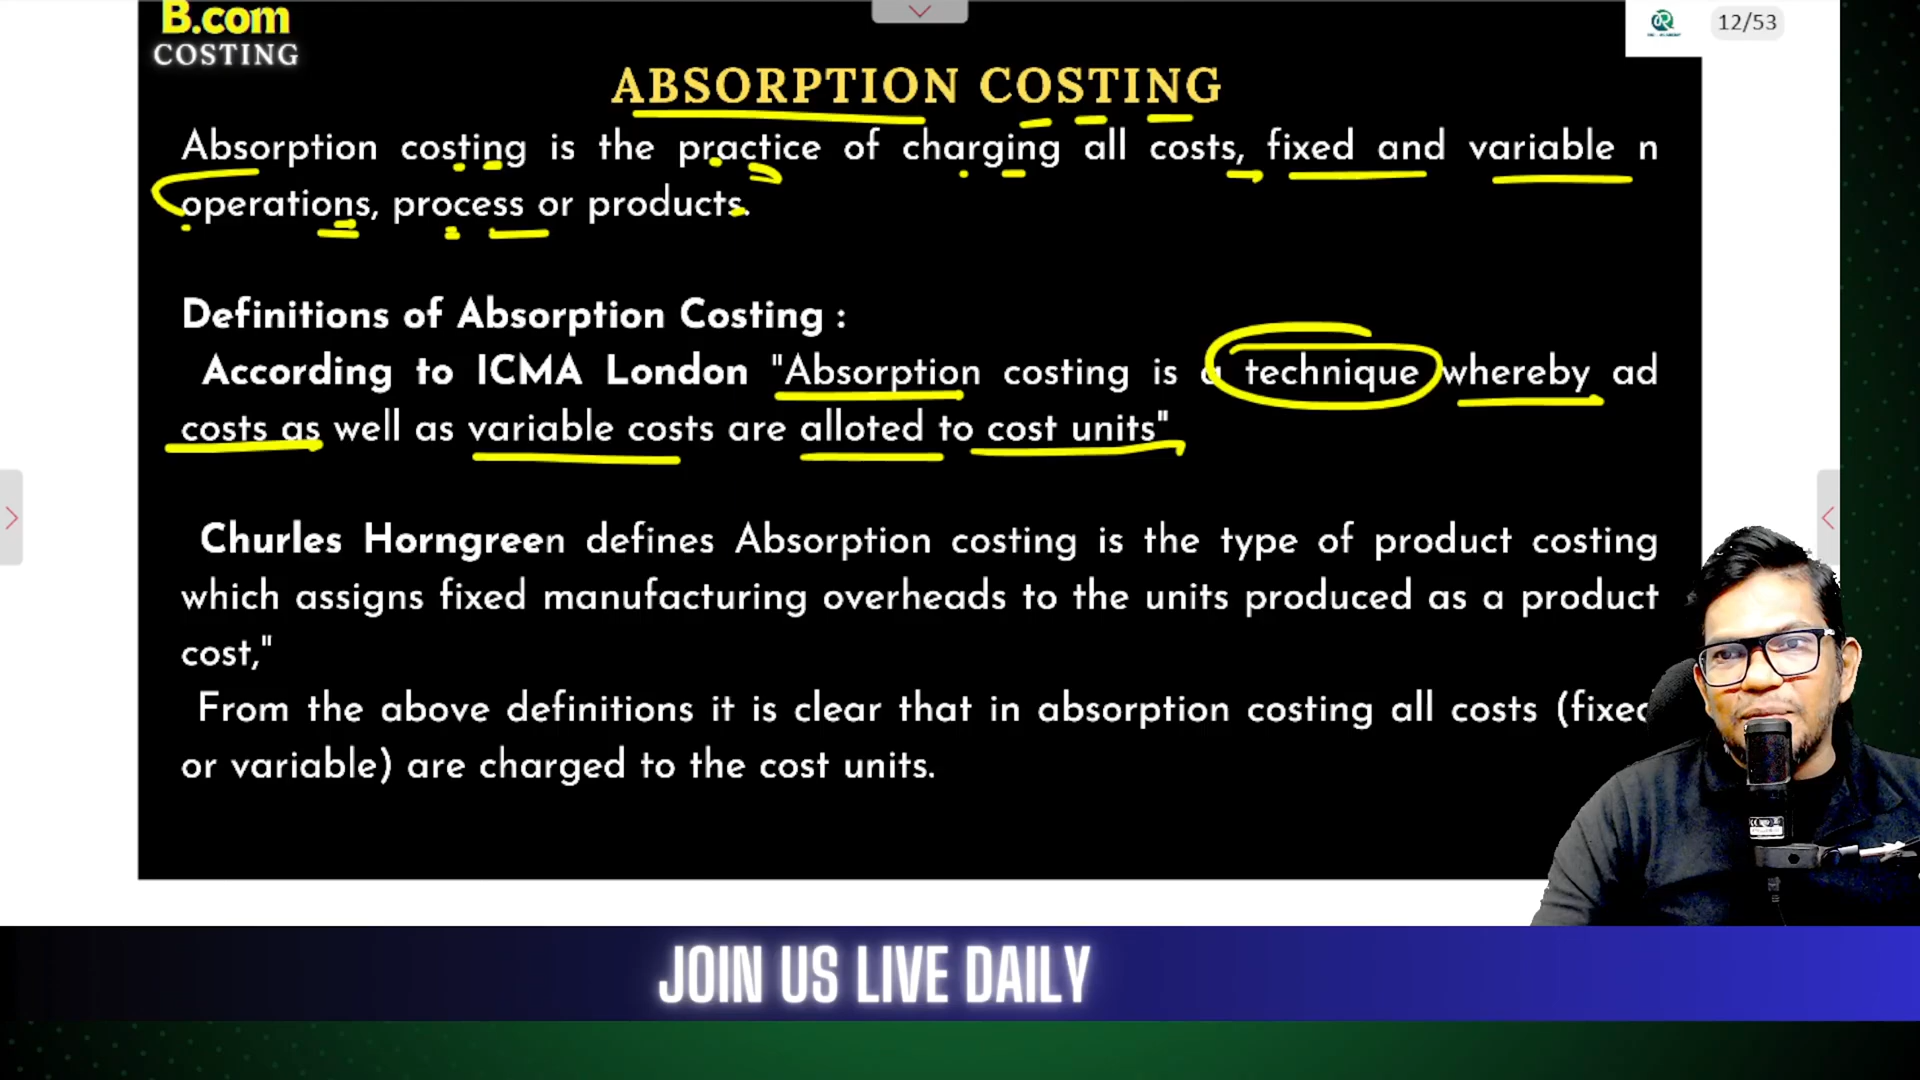 B.com
COSTING
12/53
ABSORPTION COSTING
Absorption costing is the practice of charging all costs, fixed and variable n
operations, process or products.
Definitions of Absorption Costing :
According to ICMA London "Absorption costing is a technique whereby ad
costs as well as variable costs are alloted to cost units"
Churles Horngreen defines Absorption costing is the type of product costing
which assigns fixed manufacturing overheads to the units produced as a product
cost,"
From the above definitions it is clear that in absorption costing all costs (fixed
or variable) are charged to the cost units.
JOIN US LIVE DAILY